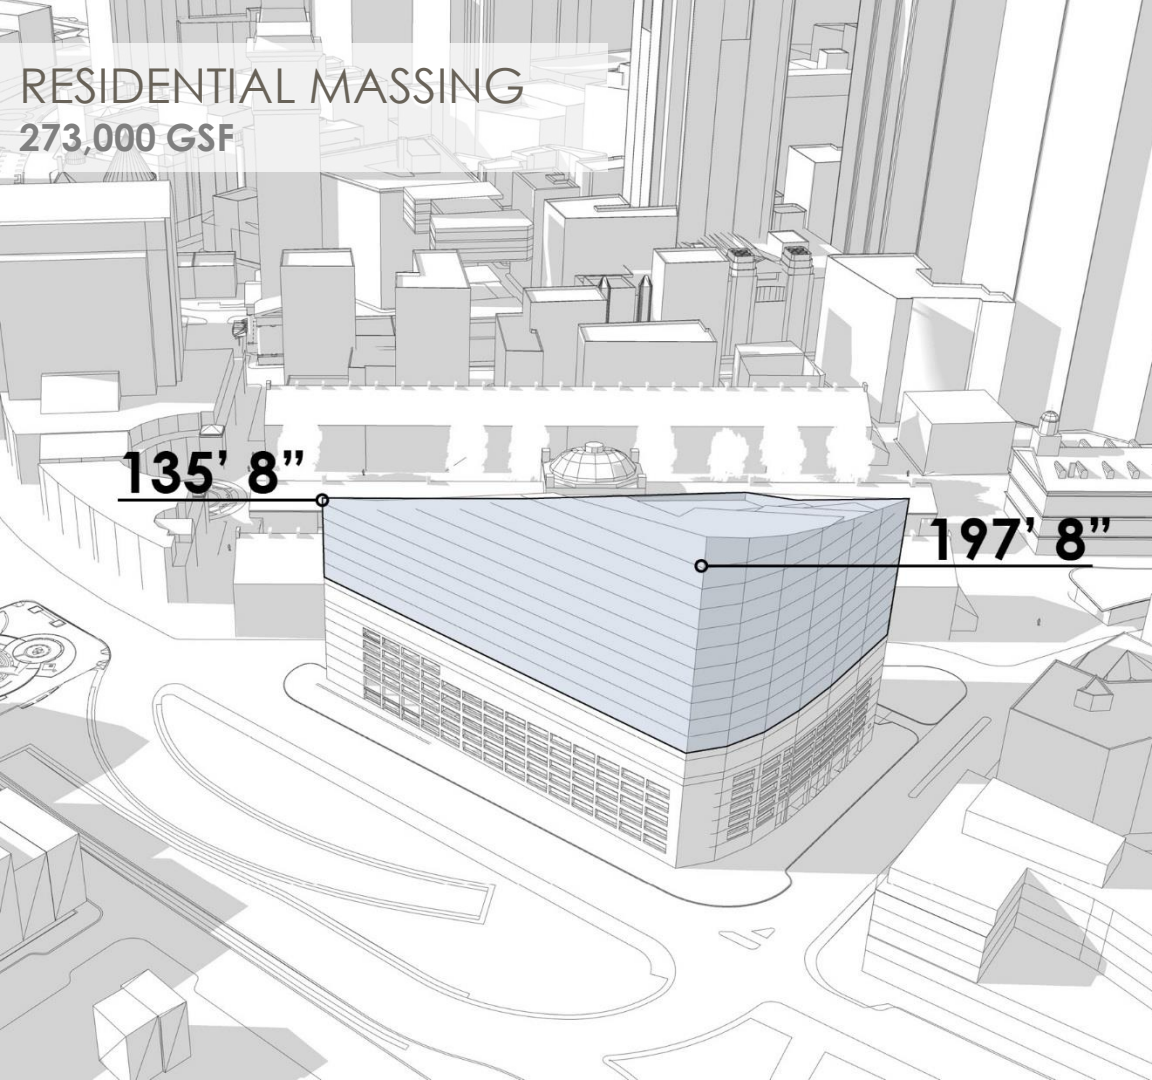 RESIDENTIAL MASSING
273,000 GSF
135’ 8”
197’ 8”